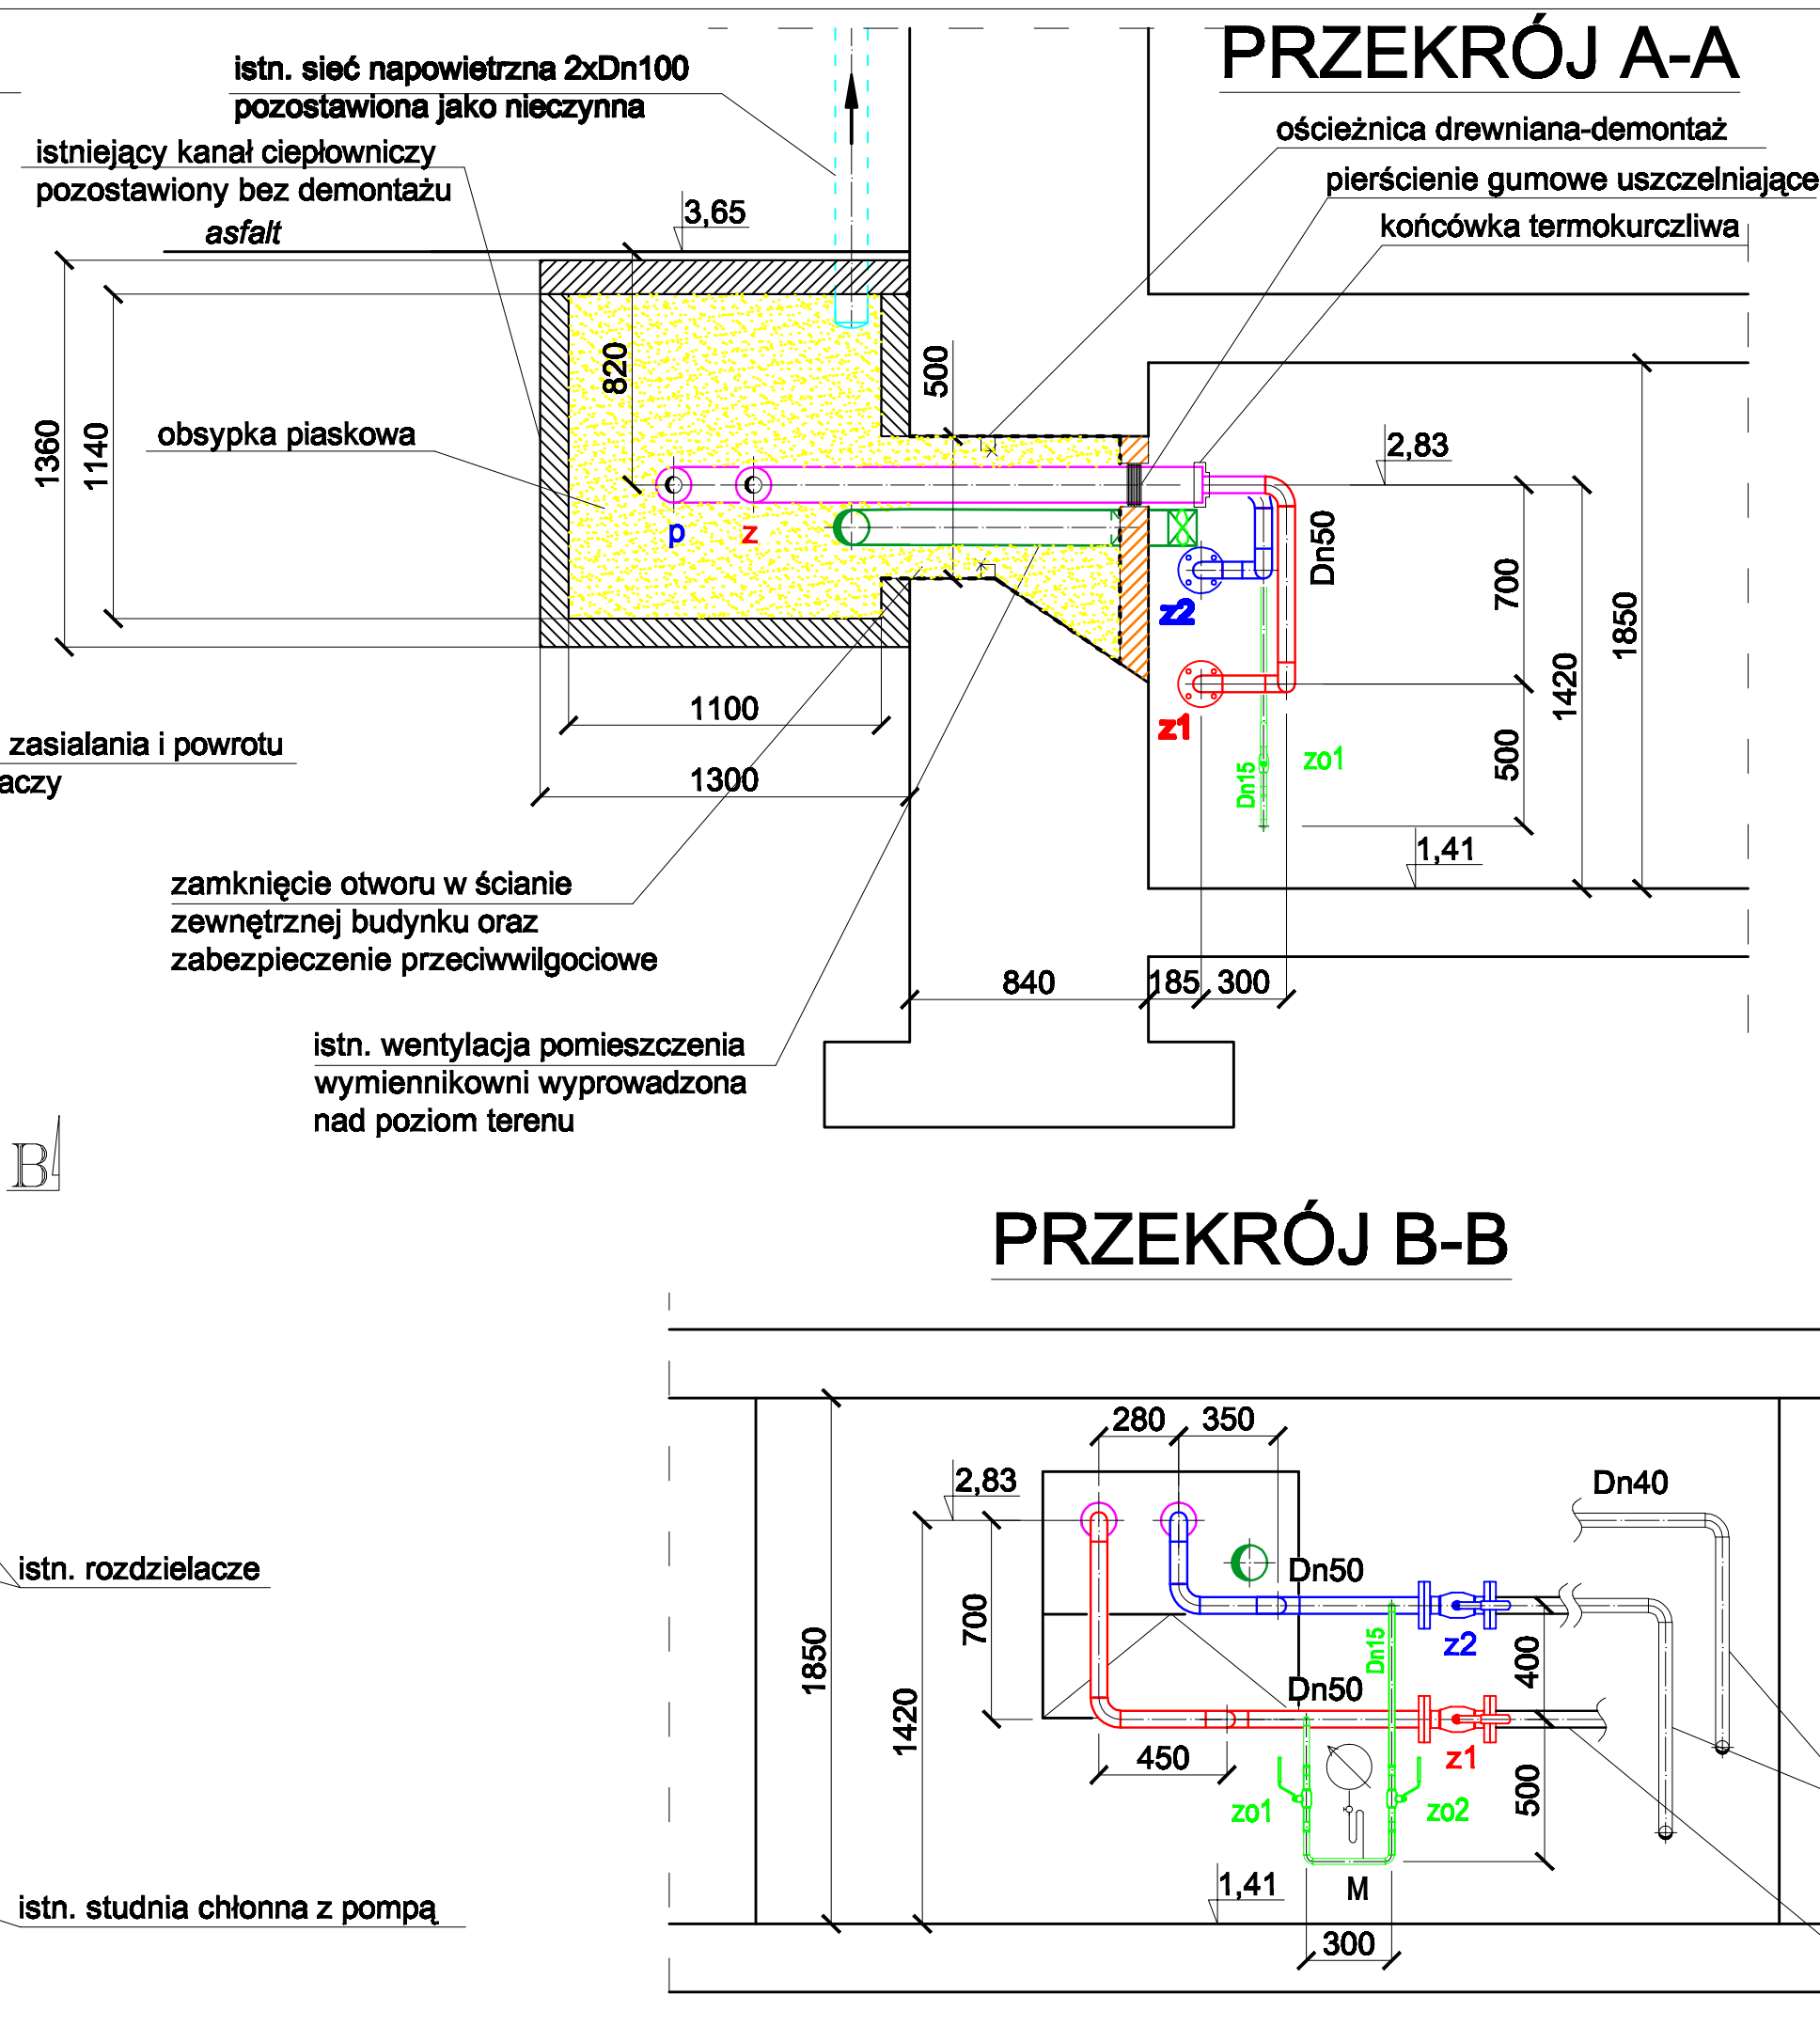 PRZEKRÓJ A-A
istn. sieć napowietrzna 2xDn100
pozostawiona jako nieczynna
istniejący kanał ciepłowniczy
pozostawiony bez demontażu
asfalt
3,65
ościeżnica drewniana-demontaż
pierścienie gumowe uszczelniające
końcówka termokurczliwa
1360
1140
820
500
obsypka piaskowa
p
z
2,83
Dn50
z2
z1
zo1
Dn15
700
500
1420
1850
1,41
1100
1300
zasialania i powrotu
aczy
zamknięcie otworu w ścianie
zewnętrznej budynku oraz
zabezpieczenie przeciwwilgociowe
840
185
300
istn. wentylacja pomieszczenia
wymiennikowni wyprowadzona
nad poziom terenu
B
PRZEKRÓJ B-B
280
350
2,83
Dn40
istn. rozdzielacze
Dn50
Dn15
z2
400
700
1850
1420
Dn50
z1
450
500
zo1
zo2
M
1,41
300
istn. studnia chłonna z pompą